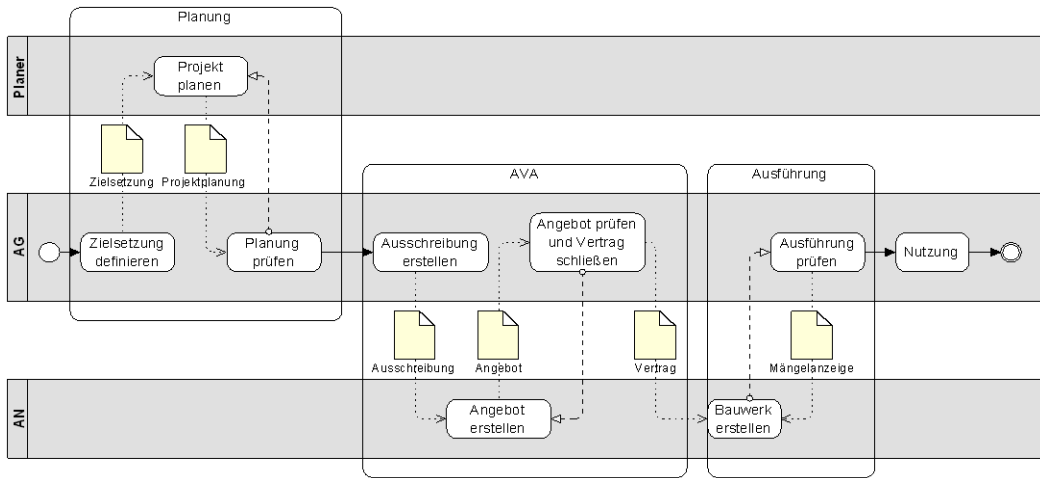 Planung
Planer
Projekt
planen
Zielsetzung
Projektplanung
AVA
Ausführung
AG
Zielsetzung
definieren
Planung
prüfen
Ausschreibung
erstellen
Angebot prüfen
und Vertrag
schließen
Ausführung
prüfen
Nutzung
Ausschreibung
Angebot
Vertrag
Mängelanzeige
AN
Angebot
erstellen
Bauwerk
erstellen